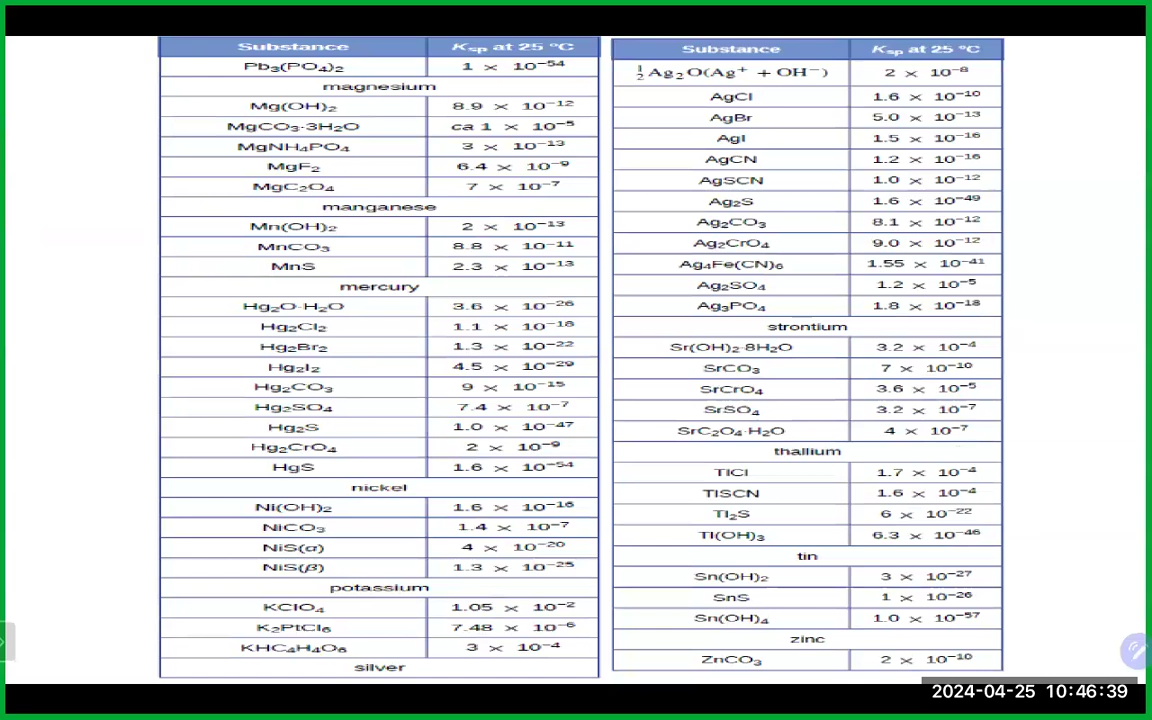 Substance Ksp at 25 °C
Pb₃(PO₄)₂ 1 × 10⁻⁵⁴
magnesium
Mg(OH)₂ 8.9 × 10⁻¹²
MgCO₃·3H₂O ca 1 × 10⁻⁵
MgNH₄PO₄ 3 × 10⁻¹³
MgF₂ 6.4 × 10⁻⁹
MgC₂O₄ 7 × 10⁻⁷
manganese
Mn(OH)₂ 2 × 10⁻¹³
MnCO₃ 8.8 × 10⁻¹¹
MnS 2.3 × 10⁻¹³
mercury
Hg₂O·H₂O 3.6 × 10⁻²⁶
Hg₂Cl₂ 1.1 × 10⁻¹⁸
Hg₂Br₂ 1.3 × 10⁻²²
Hg₂I₂ 4.5 × 10⁻²⁹
Hg₂CO₃ 9 × 10⁻¹⁵
Hg₂SO₄ 7.4 × 10⁻⁷
Hg₂S 1.0 × 10⁻⁴⁷
Hg₂CrO₄ 2 × 10⁻⁹
HgS 1.6 × 10⁻⁵⁴
nickel
Ni(OH)₂ 1.6 × 10⁻¹⁶
NiCO₃ 1.4 × 10⁻⁷
NiS(α) 4 × 10⁻²⁰
NiS(β) 1.3 × 10⁻²⁵
potassium
KClO₄ 1.05 × 10⁻²
K₂PtCl₆ 7.48 × 10⁻⁶
KHC₄H₄O₆ 3 × 10⁻⁴
silver
Substance Ksp at 25 °C
½Ag₂O(Ag⁺ + OH⁻) 2 × 10⁻⁸
AgCl 1.6 × 10⁻¹⁰
AgBr 5.0 × 10⁻¹³
AgI 1.5 × 10⁻¹⁶
AgCN 1.2 × 10⁻¹⁶
AgSCN 1.0 × 10⁻¹²
Ag₂S 1.6 × 10⁻⁴⁹
Ag₂CO₃ 8.1 × 10⁻¹²
Ag₂CrO₄ 9.0 × 10⁻¹²
Ag₄Fe(CN)₆ 1.55 × 10⁻⁴¹
Ag₂SO₄ 1.2 × 10⁻⁵
Ag₃PO₄ 1.8 × 10⁻¹⁸
strontium
Sr(OH)₂·8H₂O 3.2 × 10⁻⁴
SrCO₃ 7 × 10⁻¹⁰
SrCrO₄ 3.6 × 10⁻⁵
SrSO₄ 3.2 × 10⁻⁷
SrC₂O₄·H₂O 4 × 10⁻⁷
thallium
TlCl 1.7 × 10⁻⁴
TlSCN 1.6 × 10⁻⁴
Tl₂S 6 × 10⁻²²
Tl(OH)₃ 6.3 × 10⁻⁴⁶
tin
Sn(OH)₂ 3 × 10⁻²⁷
SnS 1 × 10⁻²⁶
Sn(OH)₄ 1.0 × 10⁻⁵⁷
zinc
ZnCO₃ 2 × 10⁻¹⁰
2024-04-25 10:46:39